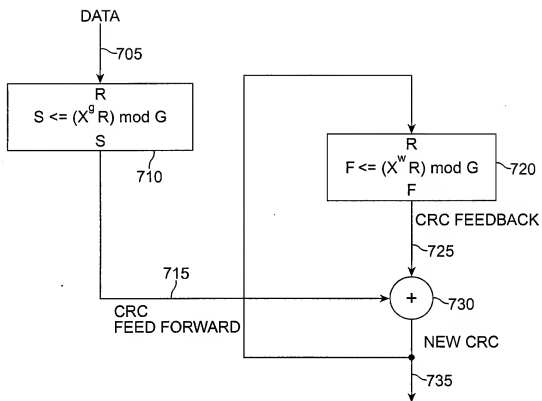 DATA
705
R
S <= (X^g R) mod G
S
710
R
F <= (X^w R) mod G
F
720
CRC FEEDBACK
725
715
+
730
CRC
FEED FORWARD
NEW CRC
735